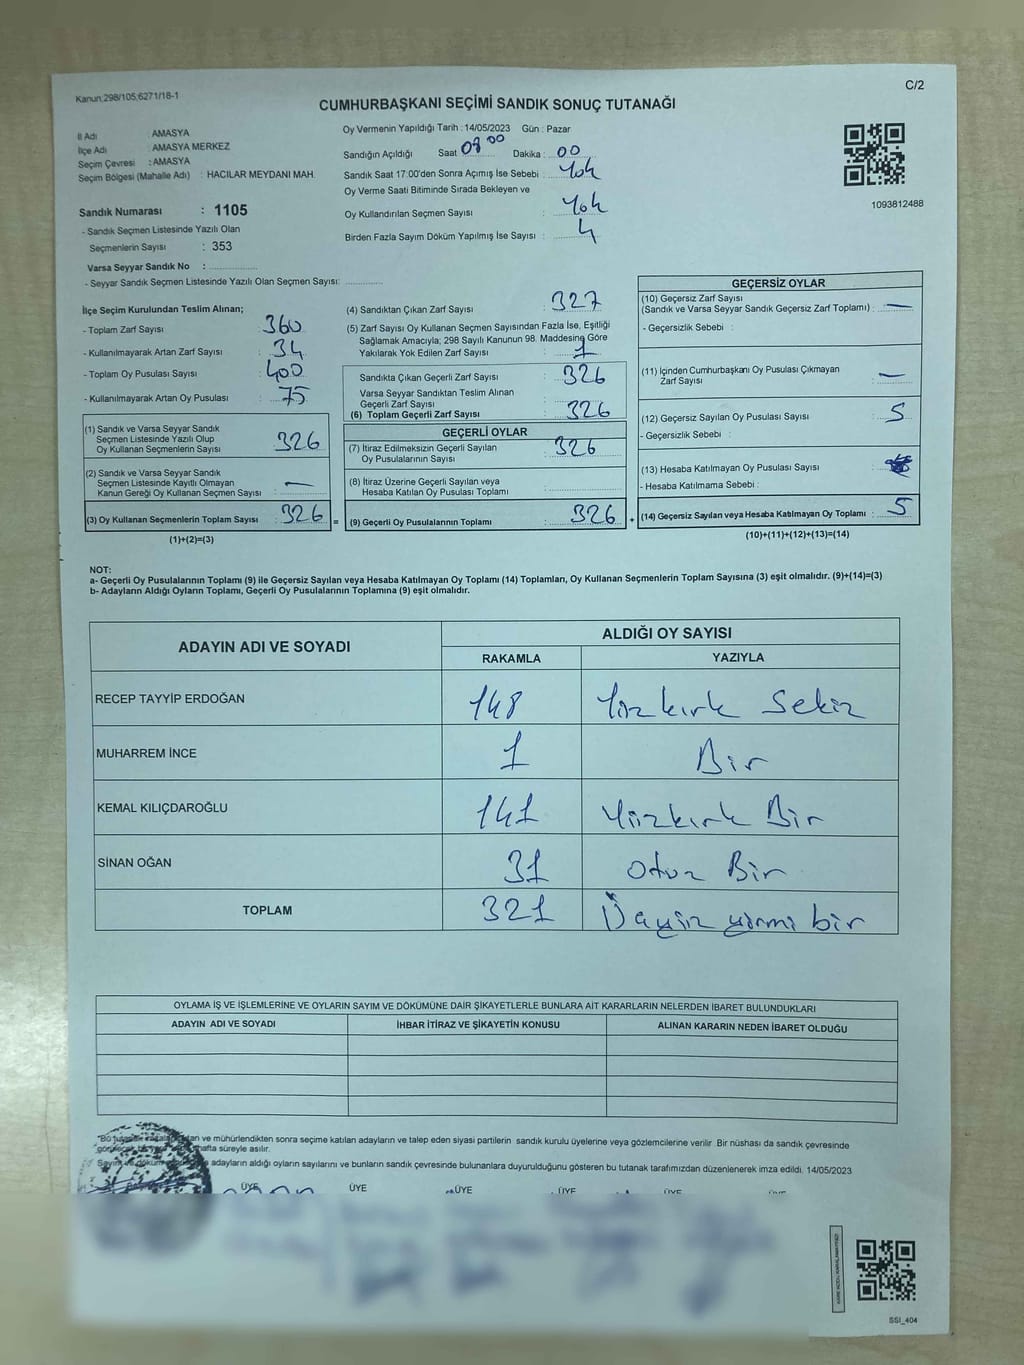 Kanun:298/105;6271/18-1
C/2
CUMHURBAŞKANI SEÇİMİ SANDIK SONUÇ TUTANAĞI
İl Adı : AMASYA
İlçe Adı : AMASYA MERKEZ
Seçim Çevresi : AMASYA
Seçim Bölgesi (Mahalle Adı) : HACILAR MEYDANI MAH.
Sandık Numarası : 1105
- Sandık Seçmen Listesinde Yazılı Olan
Seçmenlerin Sayısı : 353
Varsa Seyyar Sandık No :
- Seyyar Sandık Seçmen Listesinde Yazılı Olan Seçmen Sayısı:
Oy Vermenin Yapıldığı Tarih : 14/05/2023 Gün : Pazar
Sandığın Açıldığı Saat 08 00 Dakika : 00
Sandık Saat 17:00'den Sonra Açımış İse Sebebi : Yok
Oy Verme Saati Bitiminde Sırada Bekleyen ve
Oy Kullandırılan Seçmen Sayısı : Yok
Birden Fazla Sayım Döküm Yapılmış İse Sayısı : 4
1093812488
İlçe Seçim Kurulundan Teslim Alınan;
- Toplam Zarf Sayısı : 360
- Kullanılmayarak Artan Zarf Sayısı : 34
- Toplam Oy Pusulası Sayısı : 400
- Kullanılmayarak Artan Oy Pusulası : 75
(1) Sandık ve Varsa Seyyar Sandık
Seçmen Listesinde Yazılı Olup
Oy Kullanan Seçmenlerin Sayısı : 326
(2) Sandık ve Varsa Seyyar Sandık
Seçmen Listesinde Kayıtlı Olmayan
Kanun Gereği Oy Kullanan Seçmen Sayısı : —
(3) Oy Kullanan Seçmenlerin Toplam Sayısı : 326 =
(1)+(2)=(3)
(4) Sandıktan Çıkan Zarf Sayısı : 327
(5) Zarf Sayısı Oy Kullanan Seçmen Sayısından Fazla İse, Eşitliği
Sağlamak Amacıyla; 298 Sayılı Kanunun 98. Maddesine Göre
Yakılarak Yok Edilen Zarf Sayısı : 1
Sandıkta Çıkan Geçerli Zarf Sayısı : 326
Varsa Seyyar Sandıktan Teslim Alınan
Geçerli Zarf Sayısı
(6) Toplam Geçerli Zarf Sayısı : 326
GEÇERLİ OYLAR
(7) İtiraz Edilmeksizin Geçerli Sayılan
Oy Pusulalarının Sayısı : 326
(8) İtiraz Üzerine Geçerli Sayılan veya
Hesaba Katılan Oy Pusulası Toplamı :
(9) Geçerli Oy Pusulalarının Toplamı : 326 +
GEÇERSİZ OYLAR
(10) Geçersiz Zarf Sayısı
(Sandık ve Varsa Seyyar Sandık Geçersiz Zarf Toplamı) : —
- Geçersizlik Sebebi :
(11) İçinden Cumhurbaşkanı Oy Pusulası Çıkmayan
Zarf Sayısı : —
(12) Geçersiz Sayılan Oy Pusulası Sayısı : 5
- Geçersizlik Sebebi :
(13) Hesaba Katılmayan Oy Pusulası Sayısı :
- Hesaba Katılmama Sebebi :
(14) Geçersiz Sayılan veya Hesaba Katılmayan Oy Toplamı : 5
(10)+(11)+(12)+(13)=(14)
NOT:
a- Geçerli Oy Pusulalarının Toplamı (9) ile Geçersiz Sayılan veya Hesaba Katılmayan Oy Toplamı (14) Toplamları, Oy Kullanan Seçmenlerin Toplam Sayısına (3) eşit olmalıdır. (9)+(14)=(3)
b- Adayların Aldığı Oyların Toplamı, Geçerli Oy Pusulalarının Toplamına (9) eşit olmalıdır.
ADAYIN ADI VE SOYADI
ALDIĞI OY SAYISI
RAKAMLA YAZIYLA
RECEP TAYYİP ERDOĞAN 148 Yüzkırk Sekiz
MUHARREM İNCE 1 Bir
KEMAL KILIÇDAROĞLU 141 Yüzkırk Bir
SİNAN OĞAN 31 Otuz Bir
TOPLAM 321 Üçyüz yirmi bir
OYLAMA İŞ VE İŞLEMLERİNE VE OYLARIN SAYIM VE DÖKÜMÜNE DAİR ŞİKAYETLERLE BUNLARA AİT KARARLARIN NELERDEN İBARET BULUNDUKLARI
ADAYIN ADI VE SOYADI İHBAR İTİRAZ VE ŞİKAYETİN KONUSU ALINAN KARARIN NEDEN İBARET OLDUĞU
ve mühürlendikten sonra seçime katılan adayların ve talep eden siyasi partilerin sandık kurulu üyelerine veya gözlemcilerine verilir. Bir nüshası da sandık çevresinde
hafta süreyle asılır.
adayların aldığı oyların sayılarını ve bunların sandık çevresinde bulunanlara duyurulduğunu gösteren bu tutanak tarafımızdan düzenlenerek imza edildi. 14/05/2023
ÜYE ÜYE ÜYE ÜYE ÜYE
SSI_404